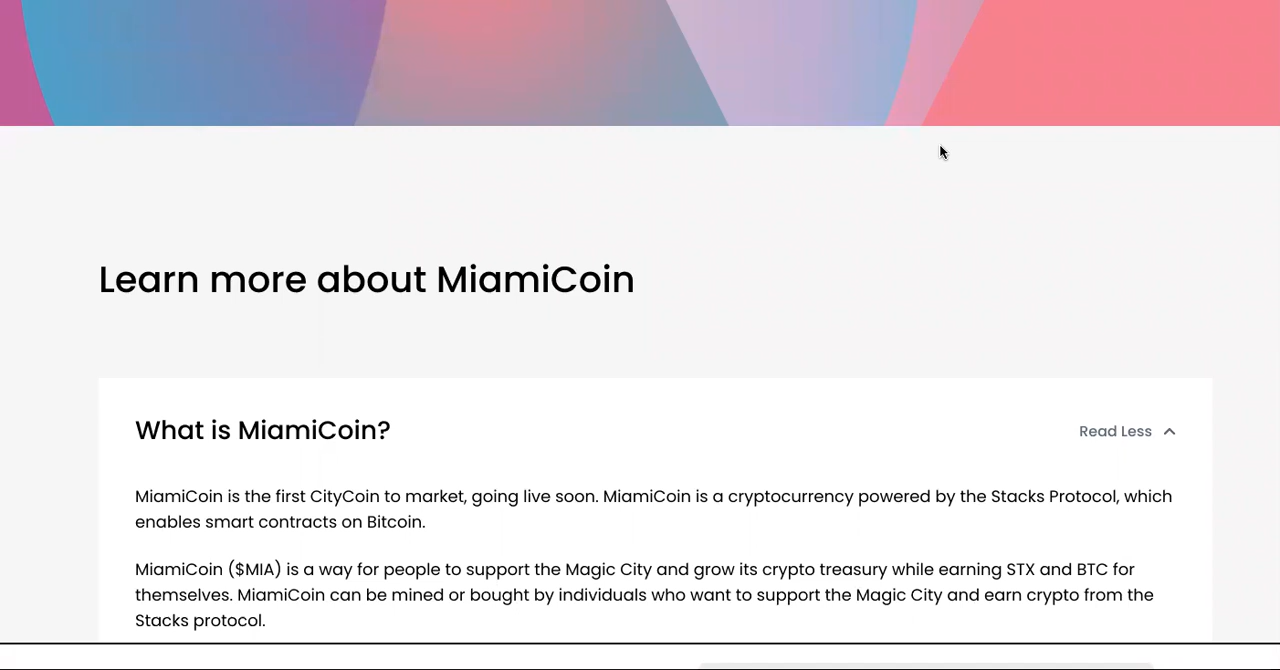 Learn more about MiamiCoin
What is MiamiCoin?
Read Less
MiamiCoin is the first CityCoin to market, going live soon. MiamiCoin is a cryptocurrency powered by the Stacks Protocol, which
enables smart contracts on Bitcoin.
MiamiCoin ($MIA) is a way for people to support the Magic City and grow its crypto treasury while earning STX and BTC for
themselves. MiamiCoin can be mined or bought by individuals who want to support the Magic City and earn crypto from the
Stacks protocol.